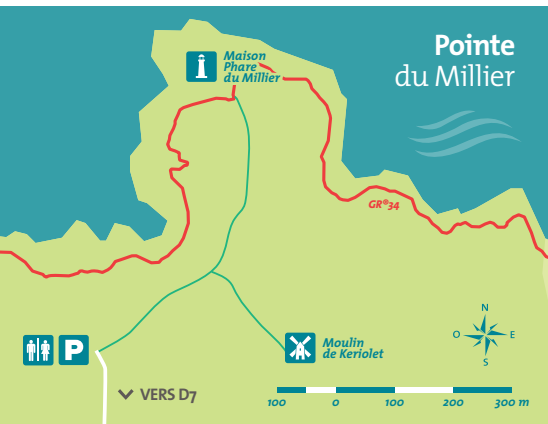 Pointe
du Millier
Maison
Phare
du Millier
GR®34
P
Moulin
de Keriolet
N
O
E
S
VERS D7
100 0 100 200 300 m